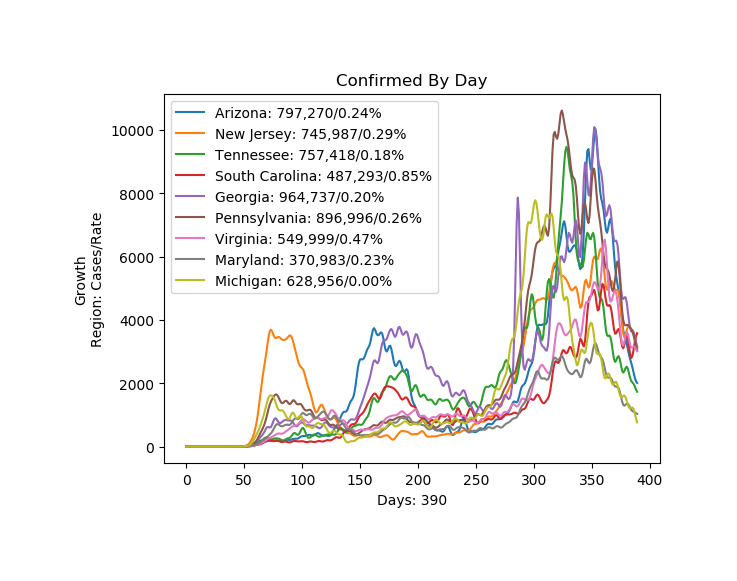 Confirmed By Day
Arizona: 797,270/0.24%
New Jersey: 745,987/0.29%
Tennessee: 757,418/0.18%
South Carolina: 487,293/0.85%
Georgia: 964,737/0.20%
Pennsylvania: 896,996/0.26%
Virginia: 549,999/0.47%
Maryland: 370,983/0.23%
Michigan: 628,956/0.00%
Growth
Region: Cases/Rate
10000
8000
6000
4000
2000
0
0 50 100 150 200 250 300 350 400
Days: 390